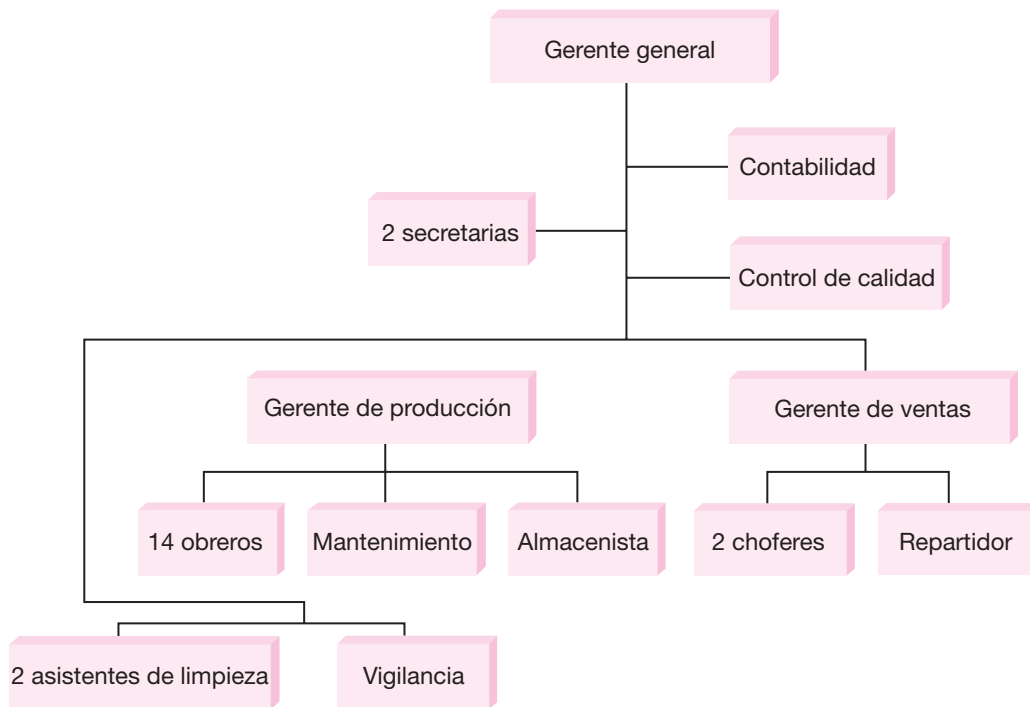 Gerente general
Contabilidad
2 secretarias
Control de calidad
Gerente de producción
Gerente de ventas
14 obreros
Mantenimiento
Almacenista
2 choferes
Repartidor
2 asistentes de limpieza
Vigilancia